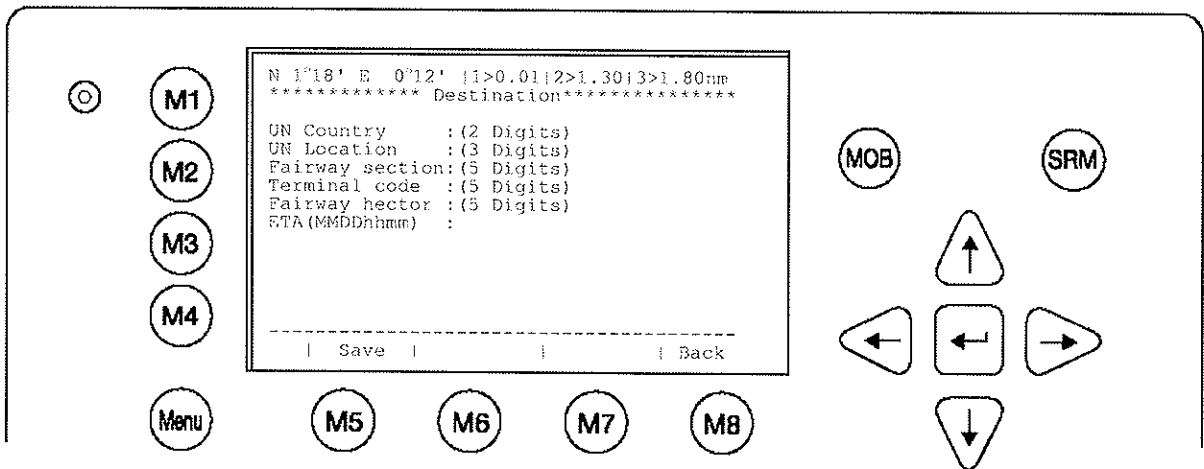 M1
M2
M3
M4
Menu
N 1°18' E 0°12' |1>0.01|2>1.30|3>1.80nm
************* Destination***************
UN Country :(2 Digits)
UN Location :(3 Digits)
Fairway section:(5 Digits)
Terminal code :(5 Digits)
Fairway hector :(5 Digits)
ETA(MMDDhhmm) :
----------------------------------------
| Save | | | Back
M5
M6
M7
M8
MOB
SRM